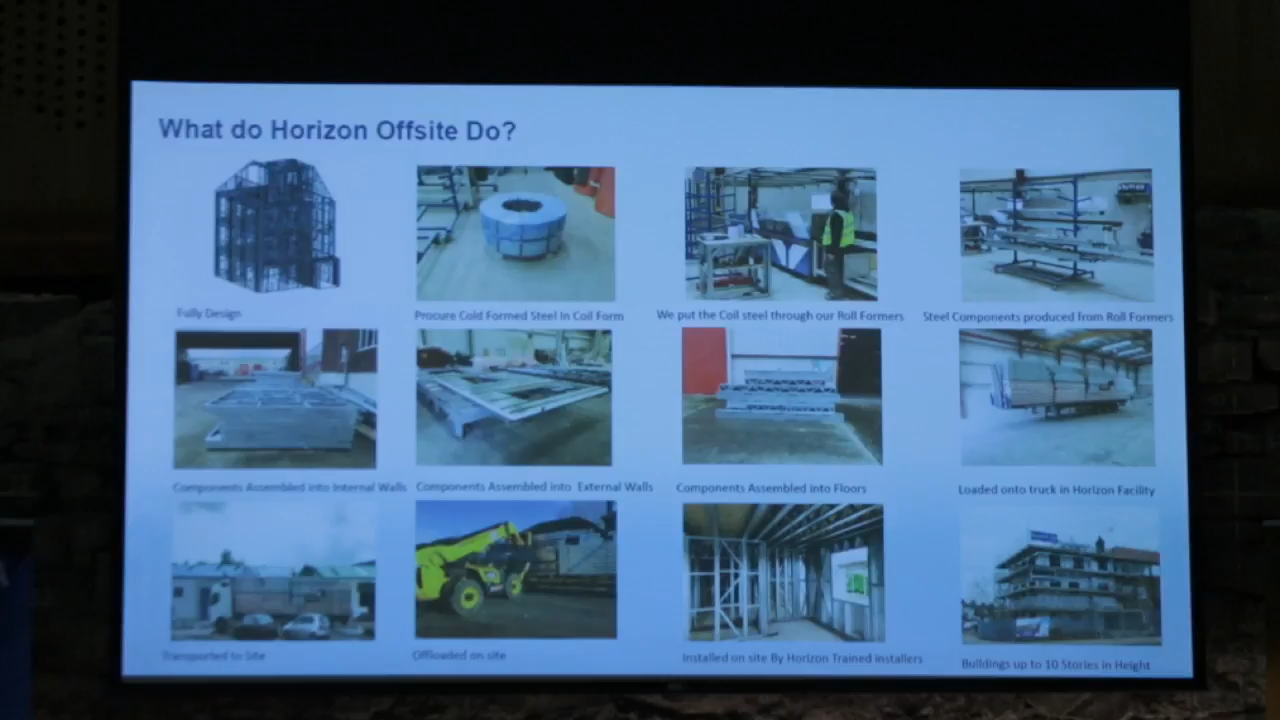 What do Horizon Offsite Do?
Fully Design
Procure Cold Formed Steel In Coil Form
We put the Coil steel through our Roll Formers
Steel Components produced from Roll Formers
Components Assembled into Internal Walls
Components Assembled into External Walls
Components Assembled into Floors
Loaded onto truck in Horizon Facility
Transported to Site
Offloaded on site
Installed on site By Horizon Trained installers
Buildings up to 10 Stories in Height